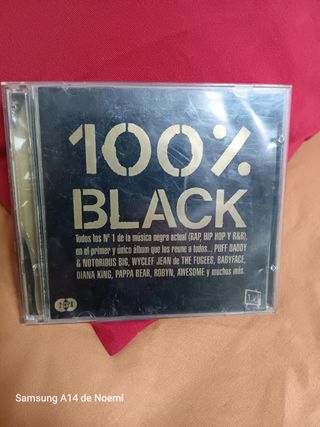 100%
BLACK
Todos los Nº 1 de la música negra actual (RAP, HIP HOP Y R&B),
en el primer y único álbum que los reune a todos... PUFF DADDY
& NOTORIOUS BIG, WYCLEF JEAN de THE FUGEES, BABYFACE,
DIANA KING, PAPPA BEAR, ROBYN, AWESOME y muchos más.
Samsung A14 de Noemí